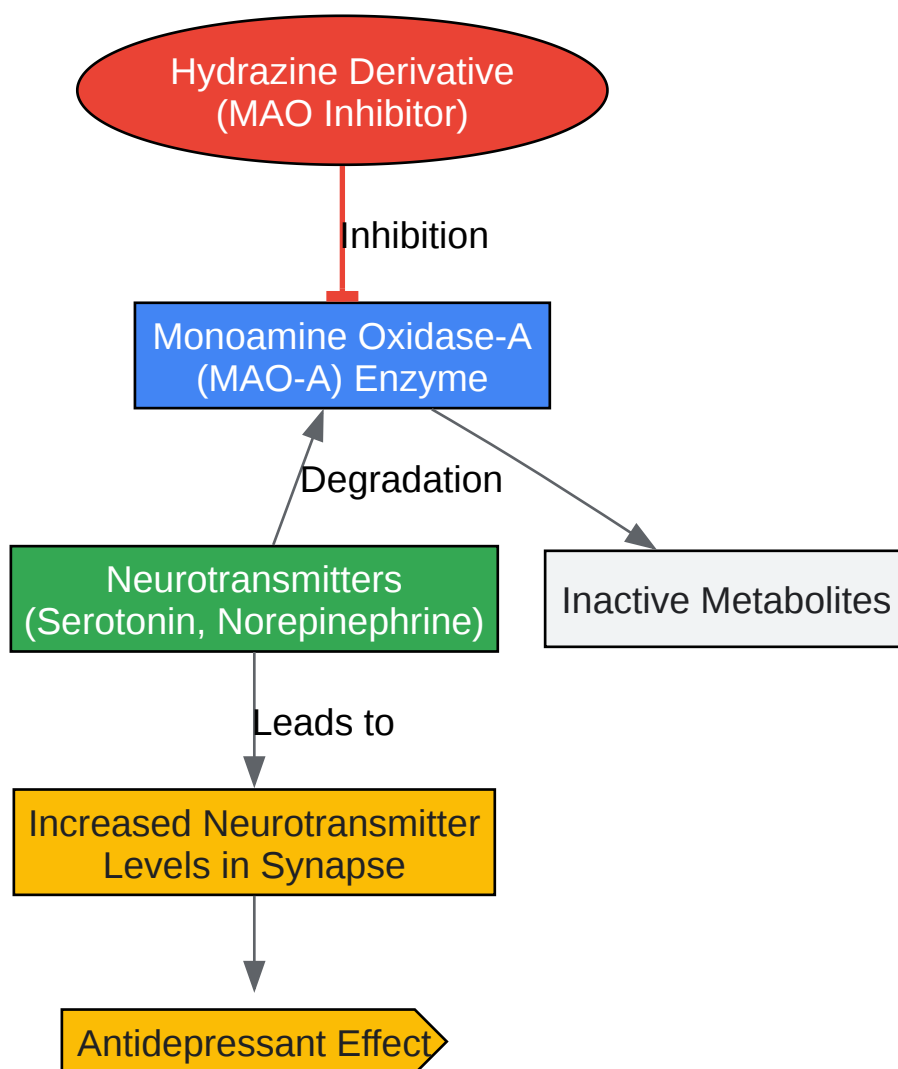 Hydrazine Derivative
(MAO Inhibitor)
Inhibition
Monoamine Oxidase-A
(MAO-A) Enzyme
Degradation
Neurotransmitters
(Serotonin, Norepinephrine)
Inactive Metabolites
Leads to
Increased Neurotransmitter
Levels in Synapse
Antidepressant Effect